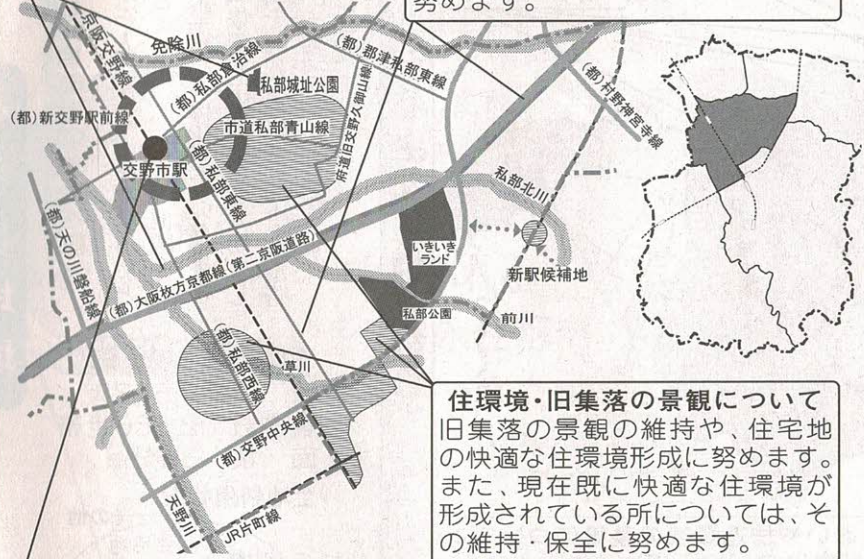 努めます。
京阪交野線
免除川
(都)私部倉治線
私部城址公園
(都)郡津私部東線
(都)村野神宮寺線
(都)新交野駅前線
市道私部青山線
府道旧交野久御山線
交野市駅
(都)私部東線
私部北川
いきいき
ランド
新駅候補地
(都)天の川磐船線
(都)大阪枚方京都線(第二京阪道路)
私部公園
前川
(都)私部西線
草川
(都)交野中央線
天野川
JR片町線
住環境・旧集落の景観について
旧集落の景観の維持や、住宅地
の快適な住環境形成に努めます。
また、現在既に快適な住環境が
形成されている所については、そ
の維持・保全に努めます。